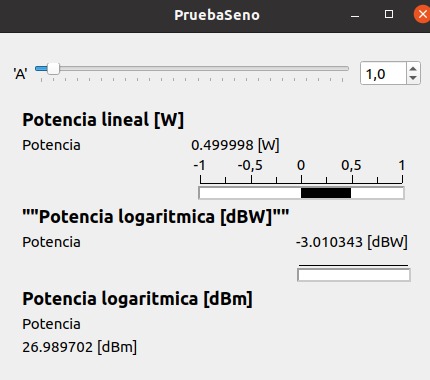 PruebaSeno
'A' 1,0
Potencia lineal [W]
Potencia 0.499998 [W]
-1 -0,5 0 0,5 1
""Potencia logaritmica [dBW]""
Potencia -3.010343 [dBW]
Potencia logaritmica [dBm]
Potencia
26.989702 [dBm]